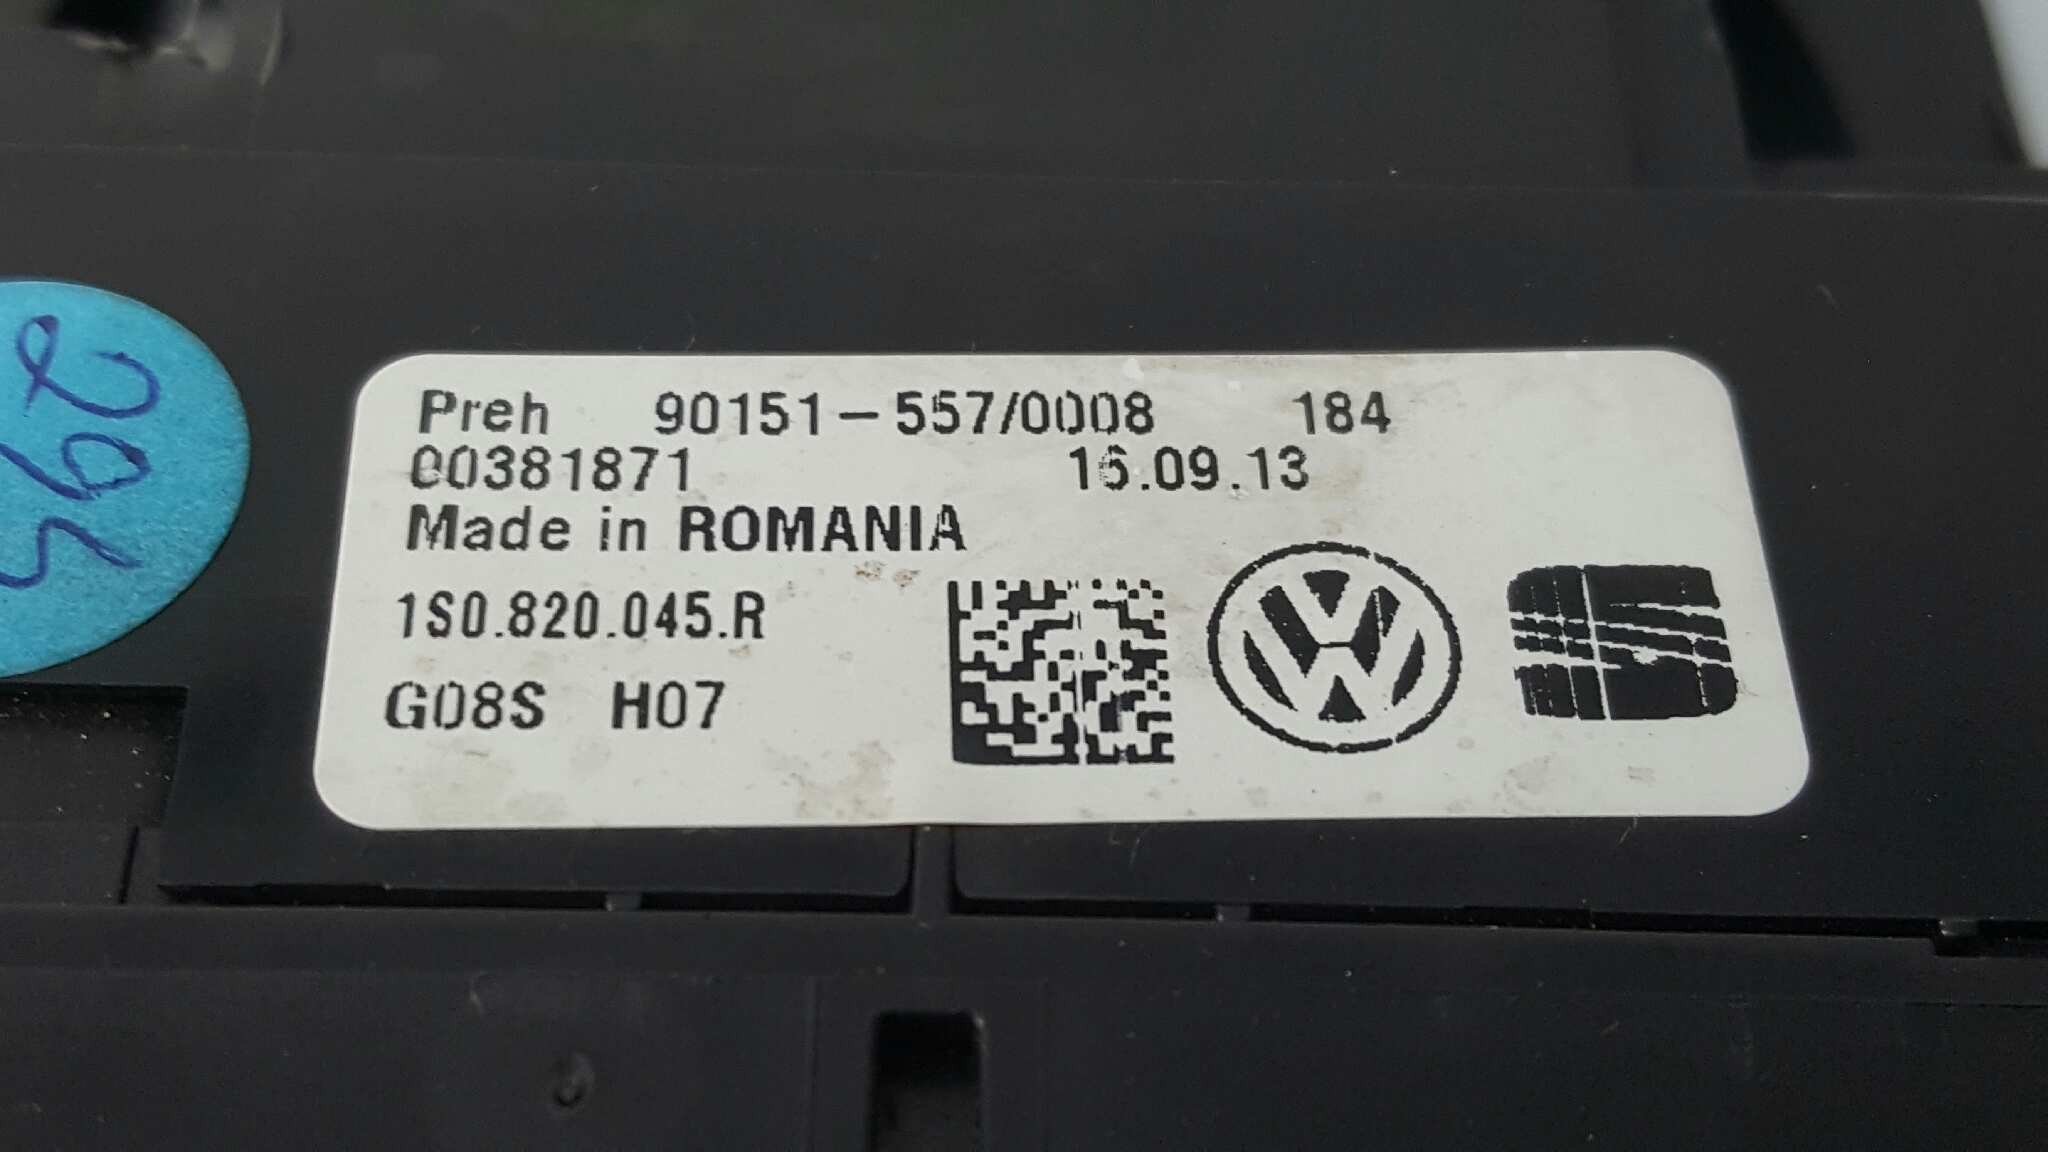 Preh 90151-557/0008 184
00381871 16.09.13
Made in ROMANIA
1S0.820.045.R
G08S H07